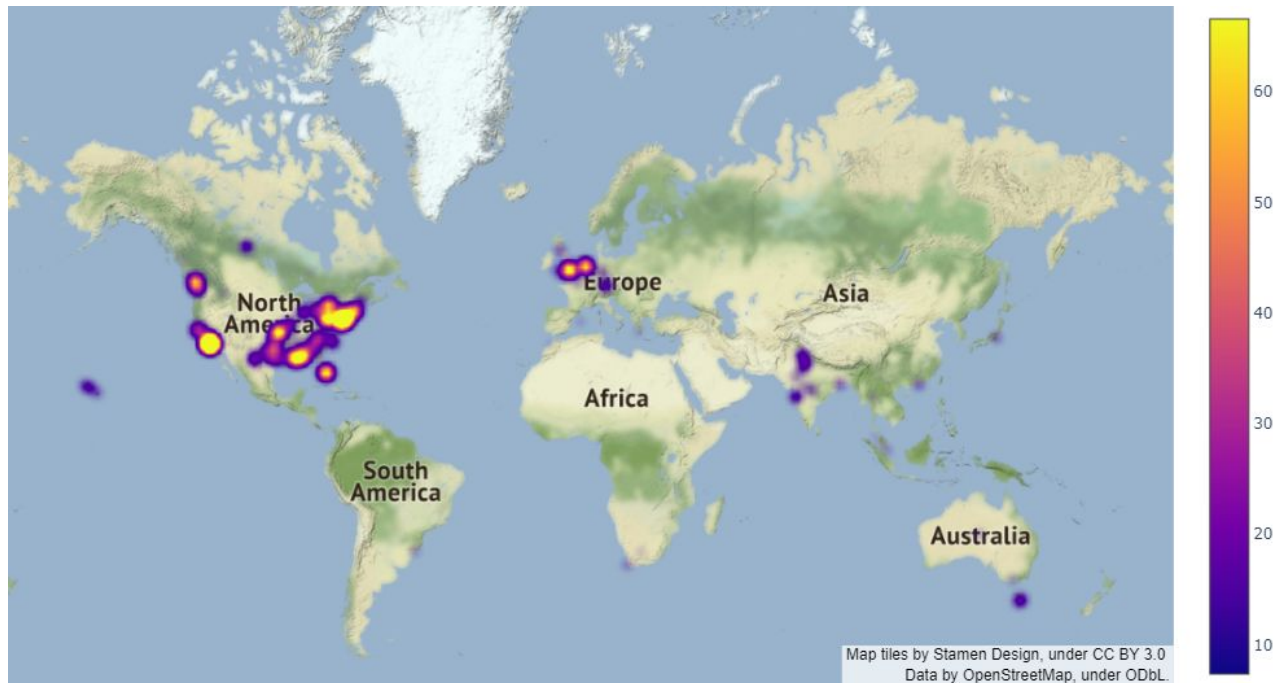 North
America
Europe
Asia
Africa
South
America
Australia
60
50
40
30
20
10
Map tiles by Stamen Design, under CC BY 3.0
Data by OpenStreetMap, under ODbL.